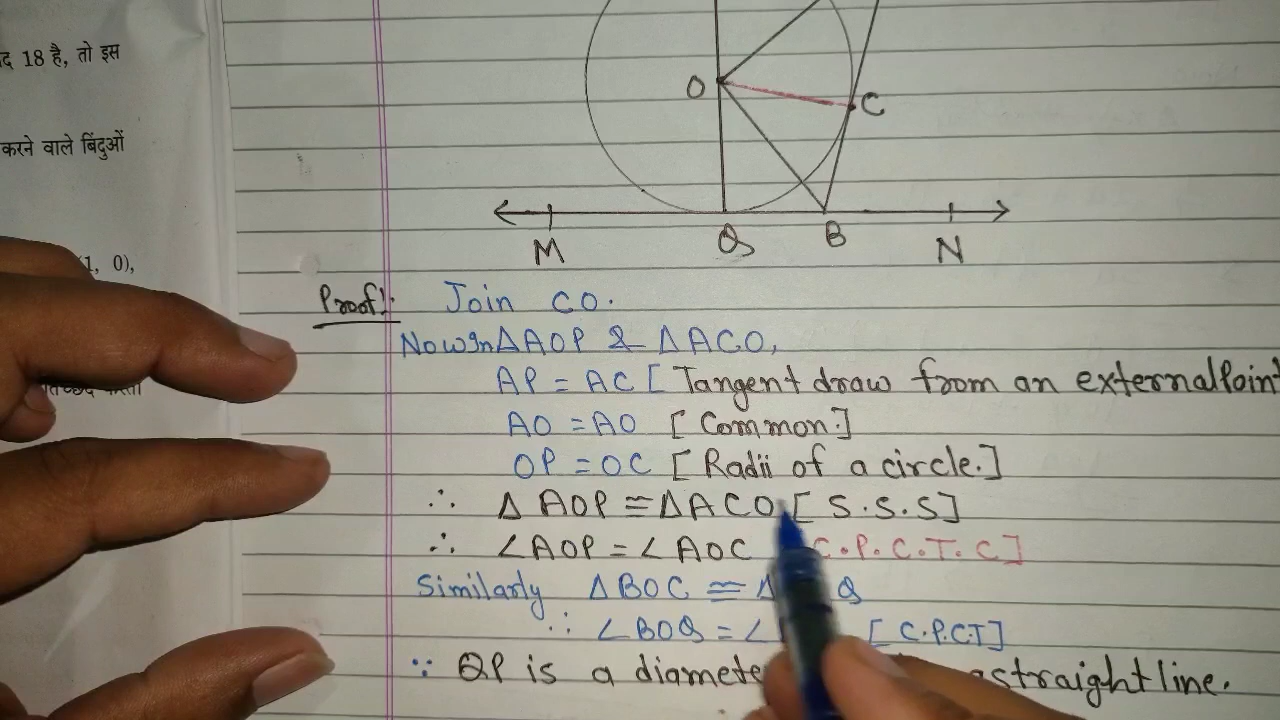 द 18 है, तो इस
करने वाले बिंदुओं
1, 0),
O
C
M
Q
B
N
Proof:- Join CO.
Now In ΔAOP & ΔACO,
AP = AC [ Tangent draw from an external Point
AO = AO [ Common.]
OP = OC [ Radii of a circle.]
∴ Δ AOP ≅ ΔACO [ S.S.S]
∴ ∠AOP = ∠AOC C.P.C.T.C]
Similarly ΔBOC ≅ Δ Q
∴ ∠BOQ = ∠ [ C.P.C.T]
∵ QP is a straight line.